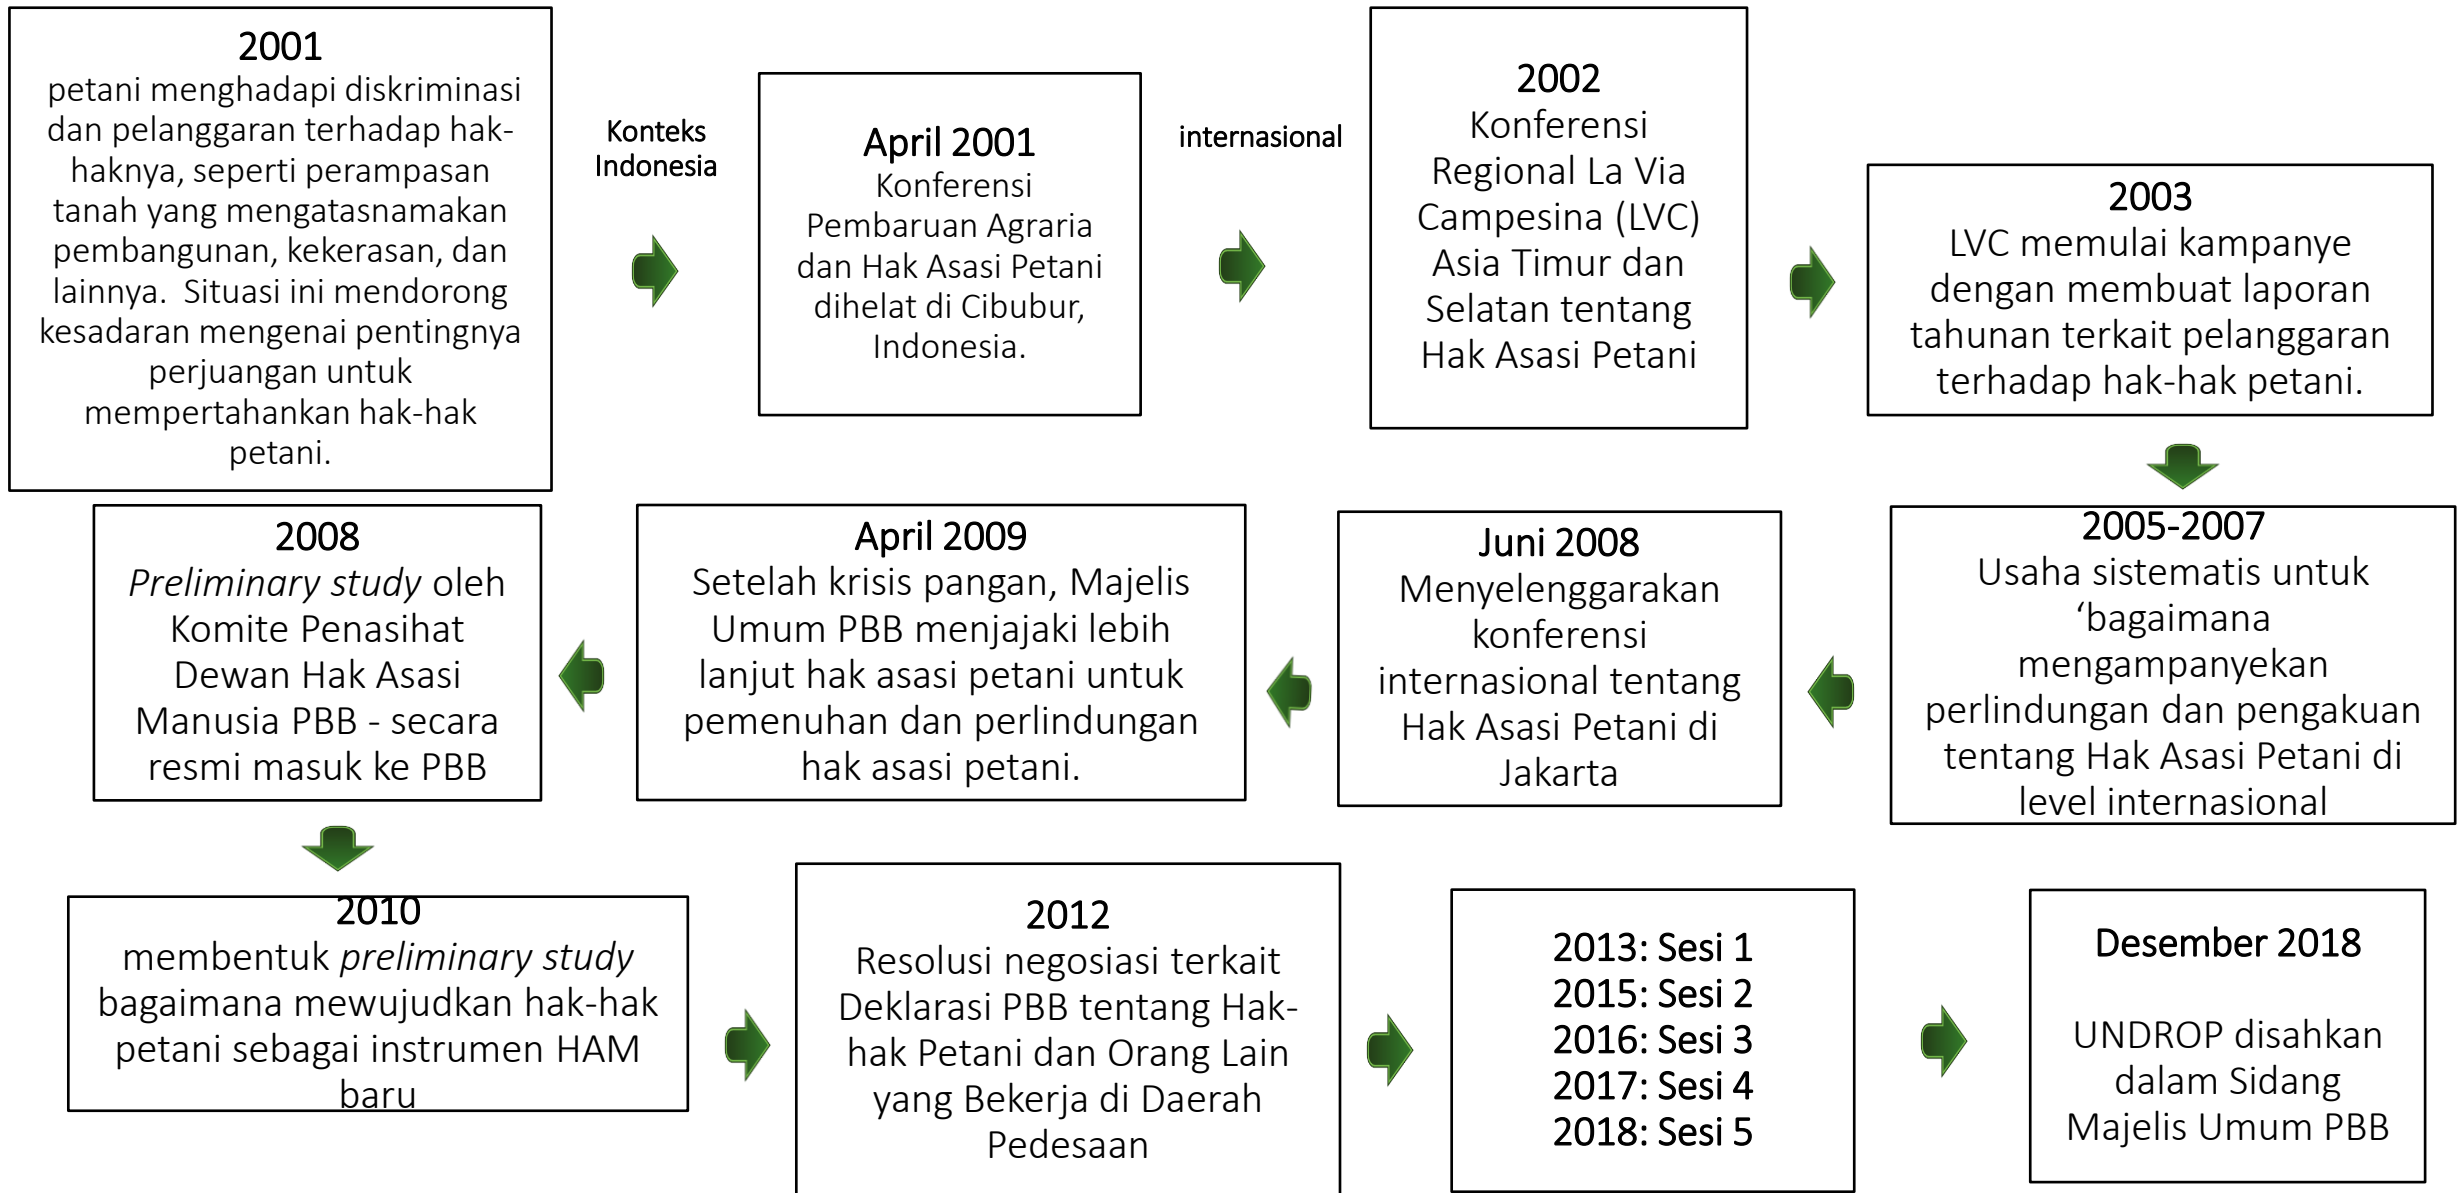 2001
petani menghadapi diskriminasi
dan pelanggaran terhadap hak-
haknya, seperti perampasan
tanah yang mengatasnamakan
pembangunan, kekerasan, dan
lainnya. Situasi ini mendorong
kesadaran mengenai pentingnya
perjuangan untuk
mempertahankan hak-hak
petani.
Konteks
Indonesia
April 2001
Konferensi
Pembaruan Agraria
dan Hak Asasi Petani
dihelat di Cibubur,
Indonesia.
internasional
2002
Konferensi
Regional La Via
Campesina (LVC)
Asia Timur dan
Selatan tentang
Hak Asasi Petani
2003
LVC memulai kampanye
dengan membuat laporan
tahunan terkait pelanggaran
terhadap hak-hak petani.
2005-2007
Usaha sistematis untuk
‘bagaimana
mengampanyekan
perlindungan dan pengakuan
tentang Hak Asasi Petani di
level internasional
Juni 2008
Menyelenggarakan
konferensi
internasional tentang
Hak Asasi Petani di
Jakarta
April 2009
Setelah krisis pangan, Majelis
Umum PBB menjajaki lebih
lanjut hak asasi petani untuk
pemenuhan dan perlindungan
hak asasi petani.
2008
Preliminary study oleh
Komite Penasihat
Dewan Hak Asasi
Manusia PBB - secara
resmi masuk ke PBB
2010
membentuk preliminary study
bagaimana mewujudkan hak-hak
petani sebagai instrumen HAM
baru
2012
Resolusi negosiasi terkait
Deklarasi PBB tentang Hak-
hak Petani dan Orang Lain
yang Bekerja di Daerah
Pedesaan
2013: Sesi 1
2015: Sesi 2
2016: Sesi 3
2017: Sesi 4
2018: Sesi 5
Desember 2018
UNDROP disahkan
dalam Sidang
Majelis Umum PBB